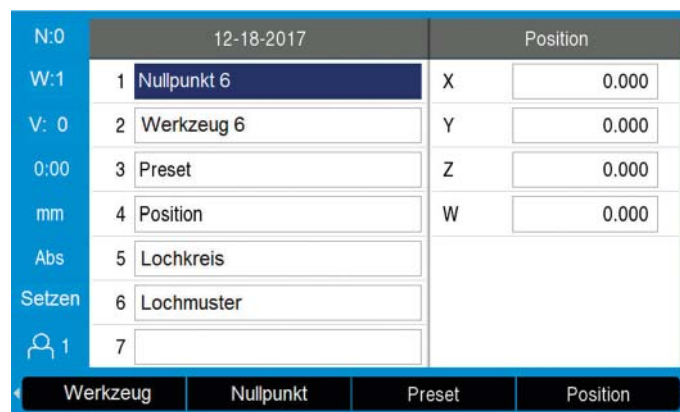 N:0 12-18-2017 Position
W:1 1 Nullpunkt 6 X 0.000
V: 0 2 Werkzeug 6 Y 0.000
0:00 3 Preset Z 0.000
mm 4 Position W 0.000
Abs 5 Lochkreis
Setzen 6 Lochmuster
1 7
Werkzeug Nullpunkt Preset Position